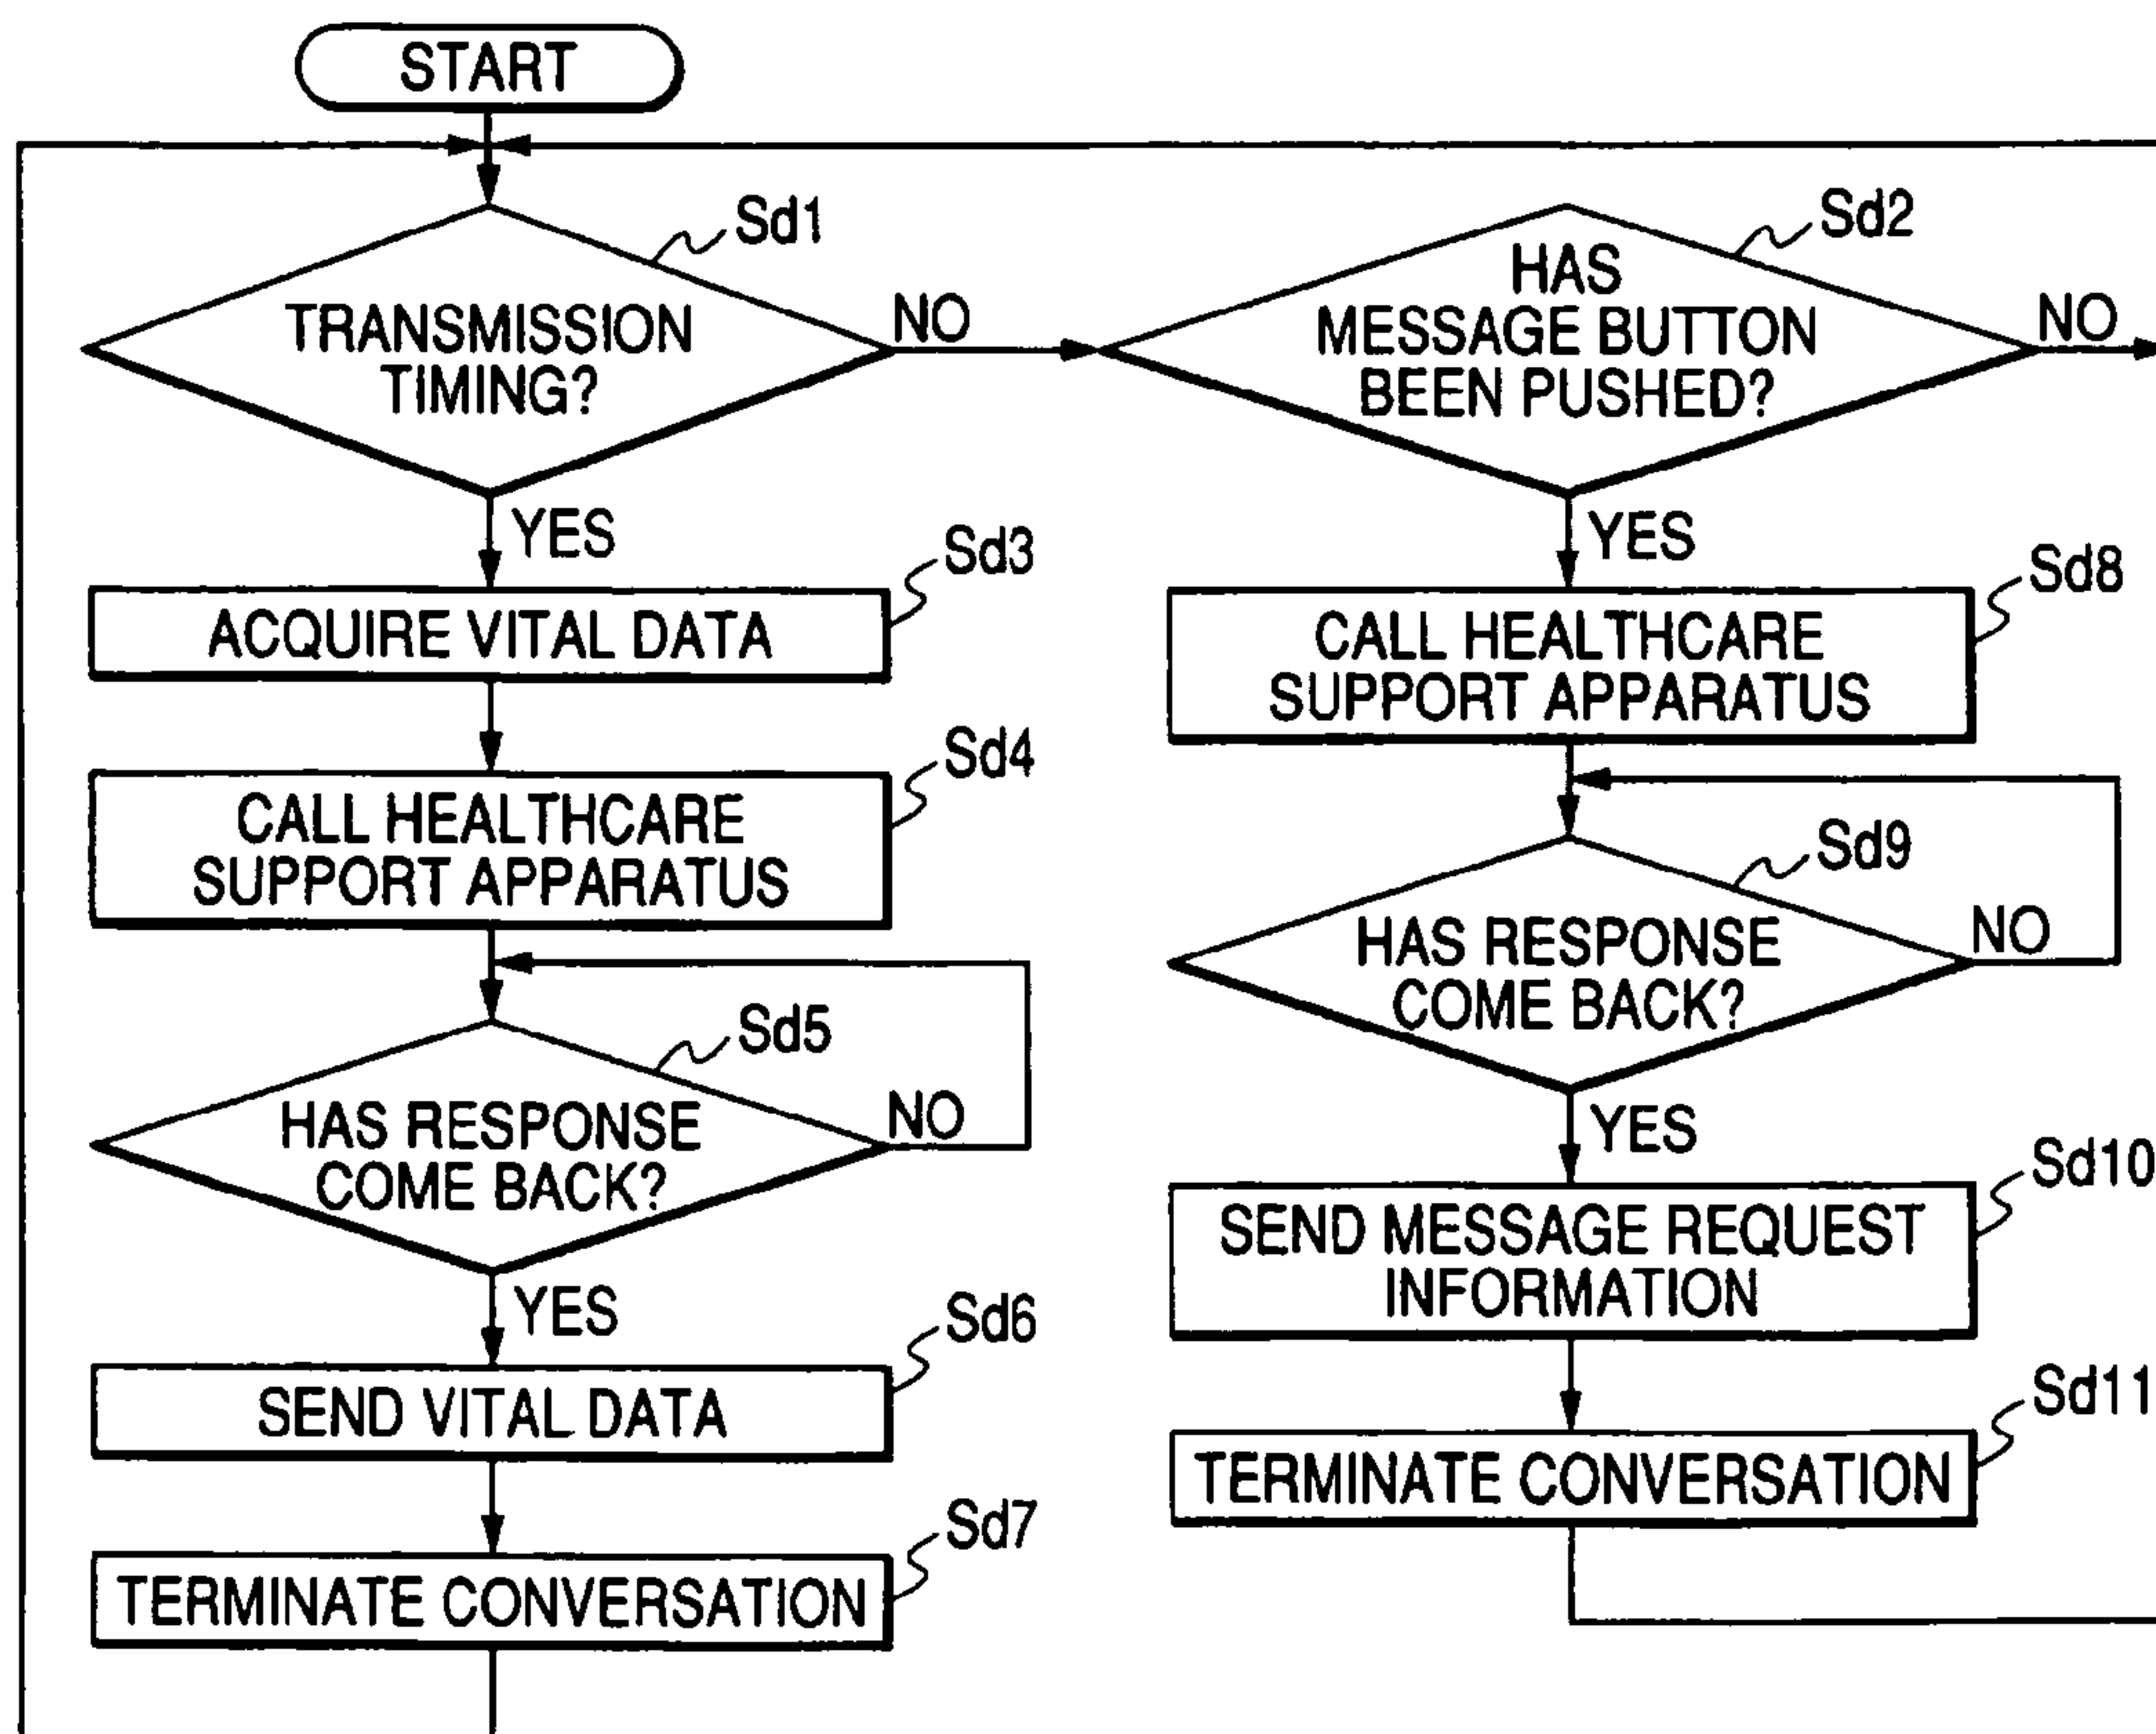 START
Sd1
TRANSMISSION
TIMING?
NO
YES
Sd2
HAS
MESSAGE BUTTON
BEEN PUSHED?
NO
YES
Sd3
ACQUIRE VITAL DATA
Sd4
CALL HEALTHCARE
SUPPORT APPARATUS
Sd5
HAS RESPONSE
COME BACK?
NO
YES
Sd6
SEND VITAL DATA
Sd7
TERMINATE CONVERSATION
Sd8
CALL HEALTHCARE
SUPPORT APPARATUS
Sd9
HAS RESPONSE
COME BACK?
NO
YES
Sd10
SEND MESSAGE REQUEST
INFORMATION
Sd11
TERMINATE CONVERSATION